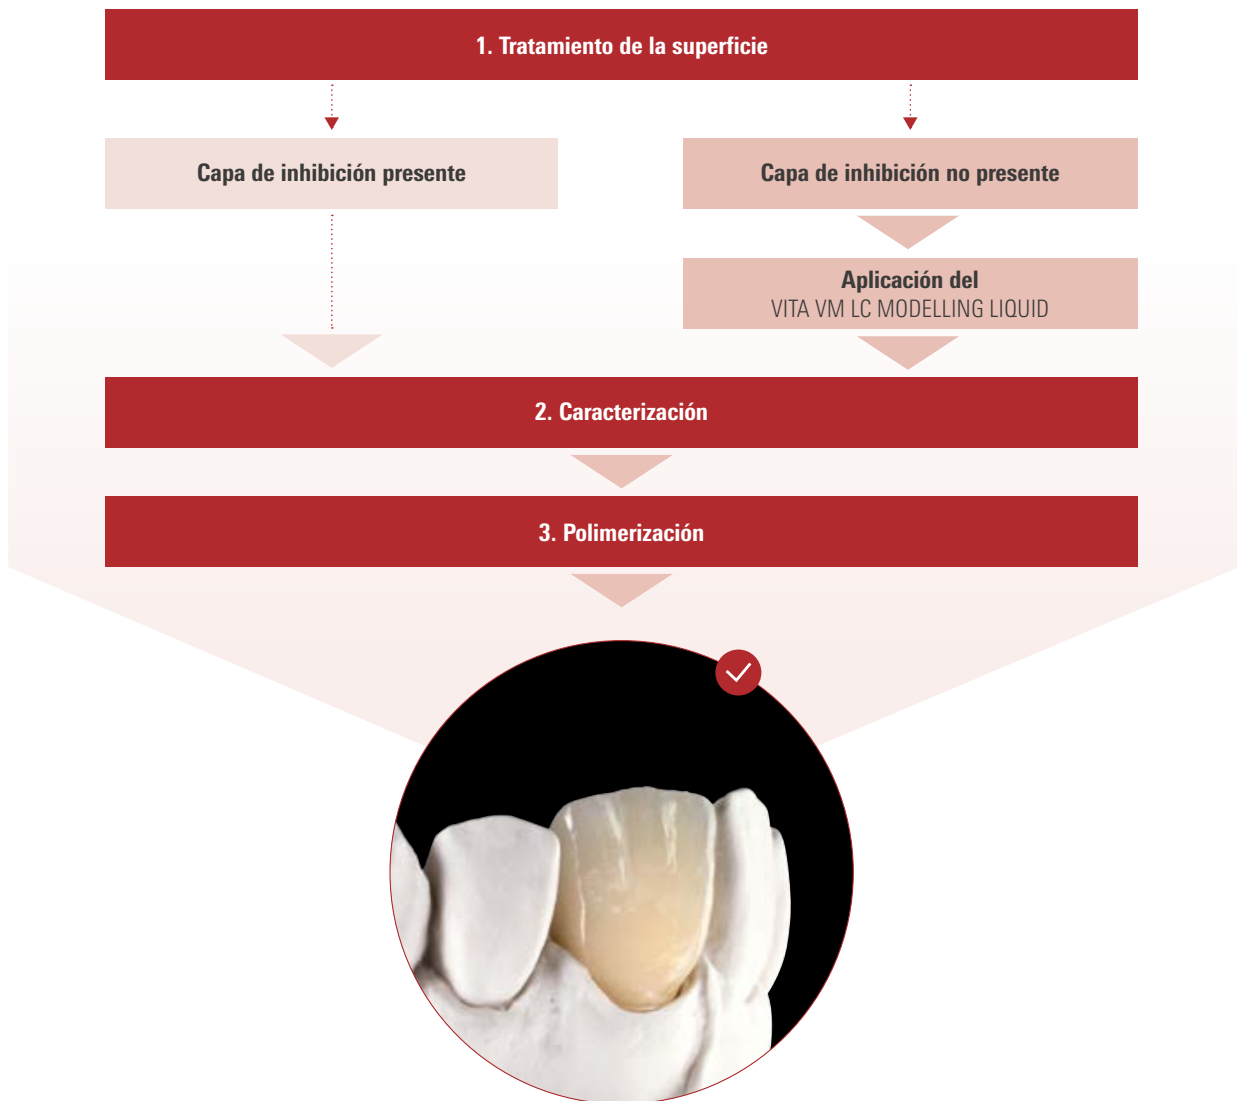 1. Tratamiento de la superficie
Capa de inhibición presente
Capa de inhibición no presente
Aplicación del
VITA VM LC MODELLING LIQUID
2. Caracterización
3. Polimerización